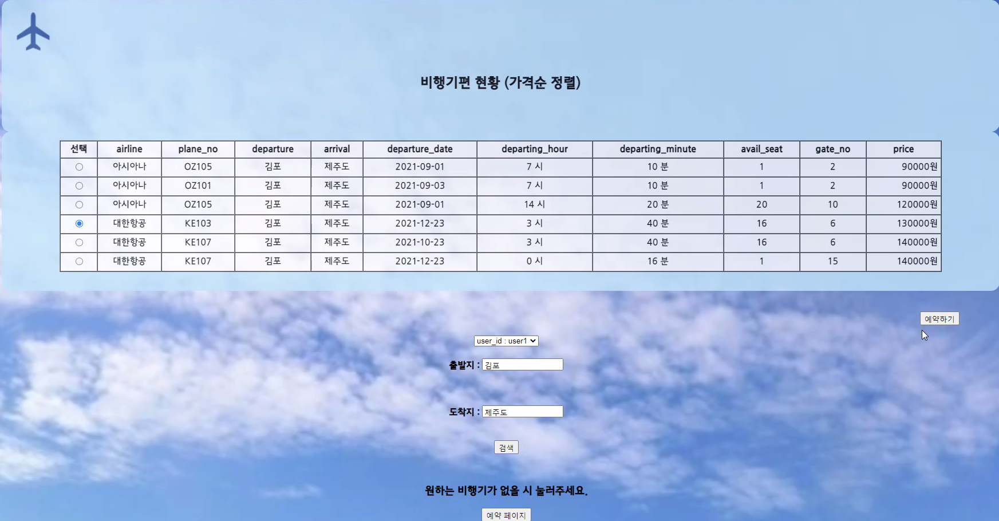 비행기편 현황 (가격순 정렬)
선택 airline plane_no departure arrival departure_date departing_hour departing_minute avail_seat gate_no price
아시아나 OZ105 김포 제주도 2021-09-01 7 시 10 분 1 2 90000원
아시아나 OZ101 김포 제주도 2021-09-03 7 시 10 분 1 2 90000원
아시아나 OZ105 김포 제주도 2021-09-01 14 시 20 분 20 10 120000원
대한항공 KE103 김포 제주도 2021-12-23 3 시 40 분 16 6 130000원
대한항공 KE107 김포 제주도 2021-10-23 3 시 40 분 16 6 140000원
대한항공 KE107 김포 제주도 2021-12-23 0 시 16 분 1 15 140000원
예약하기
user_id : user1
출발지 : 김포
도착지 : 제주도
검색
원하는 비행기가 없을 시 눌러주세요.
예약 페이지